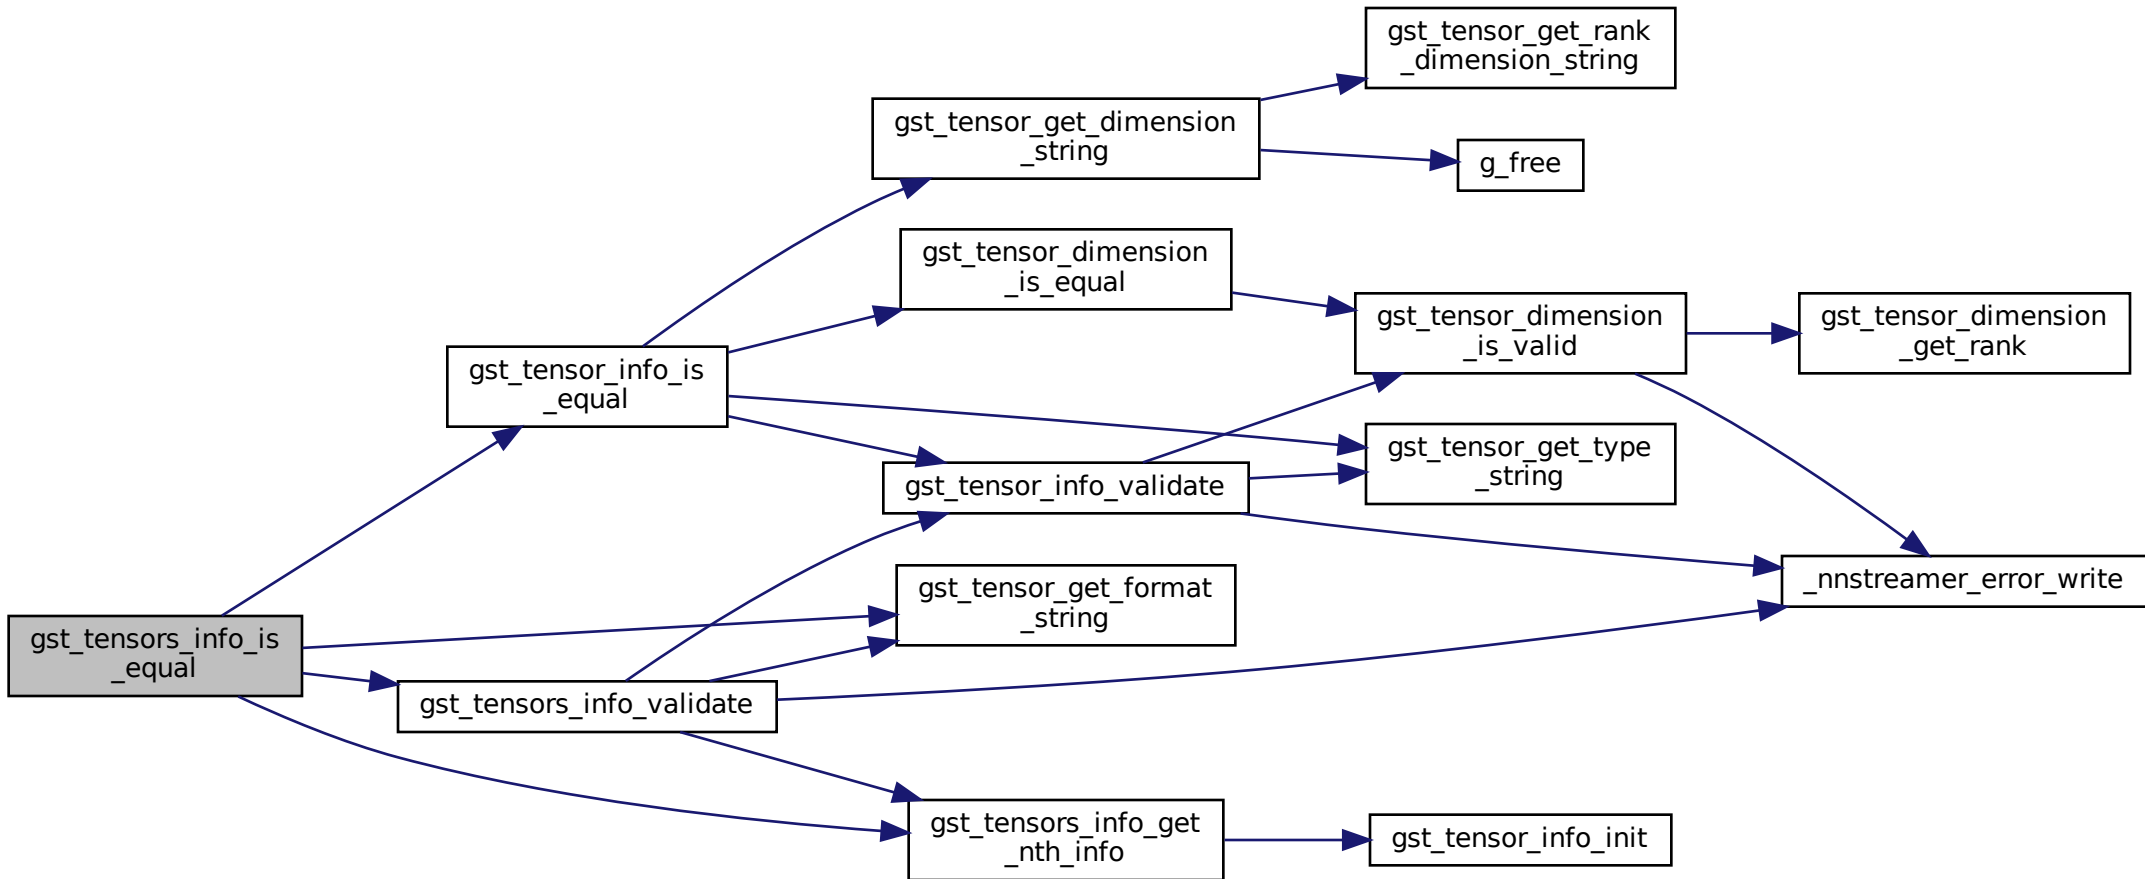 gst_tensors_info_is
_equal
gst_tensor_info_is
_equal
gst_tensors_info_validate
gst_tensor_get_dimension
_string
gst_tensor_dimension
_is_equal
gst_tensor_info_validate
gst_tensor_get_format
_string
gst_tensors_info_get
_nth_info
gst_tensor_get_rank
_dimension_string
g_free
gst_tensor_dimension
_is_valid
gst_tensor_get_type
_string
gst_tensor_info_init
gst_tensor_dimension
_get_rank
_nnstreamer_error_write